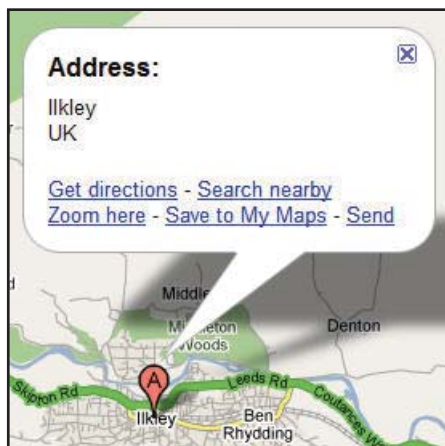 Address:
Ilkley
UK
Get directions - Search nearby
Zoom here - Save to My Maps - Send
Middleton
Woods
Denton
A
Skipton Rd
Leeds Rd
Coutances
Ilkley
Ben
Rhydding